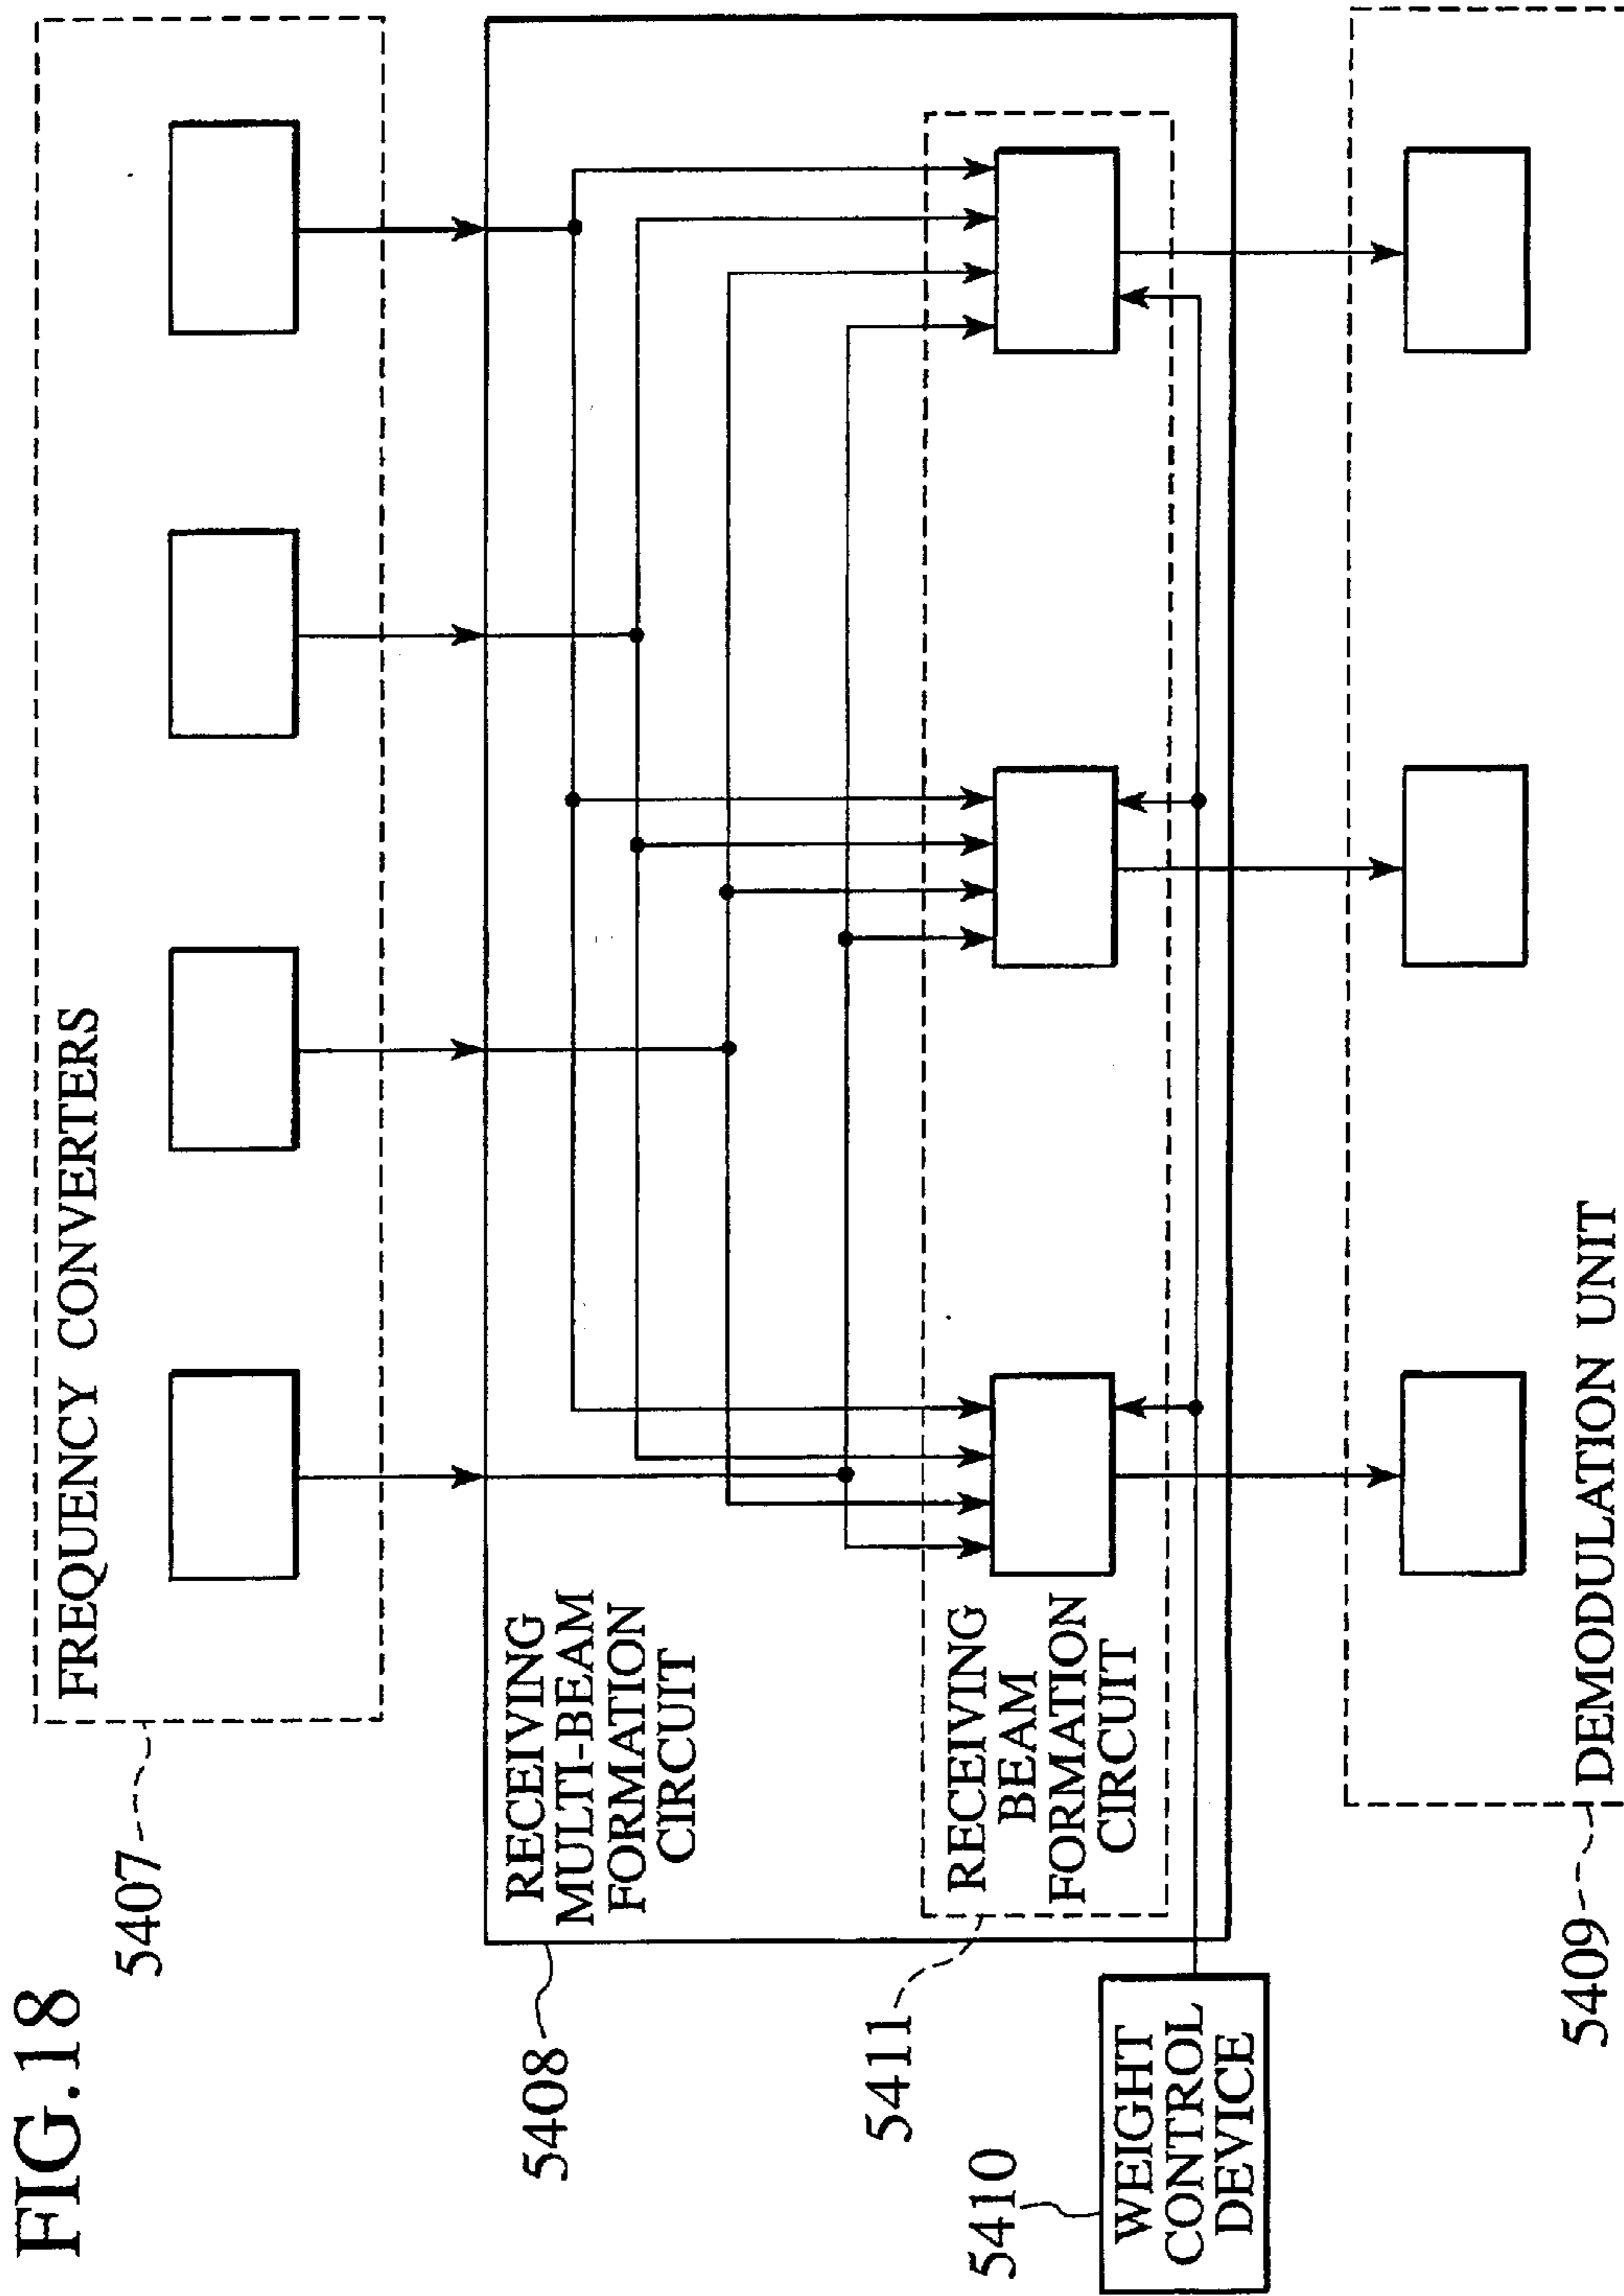 FIG.18
5407
FREQUENCY CONVERTERS
5408
RECEIVING
MULTI-BEAM
FORMATION
CIRCUIT
5411
RECEIVING
BEAM
FORMATION
CIRCUIT
5410
WEIGHT
CONTROL
DEVICE
5409
DEMODULATION UNIT